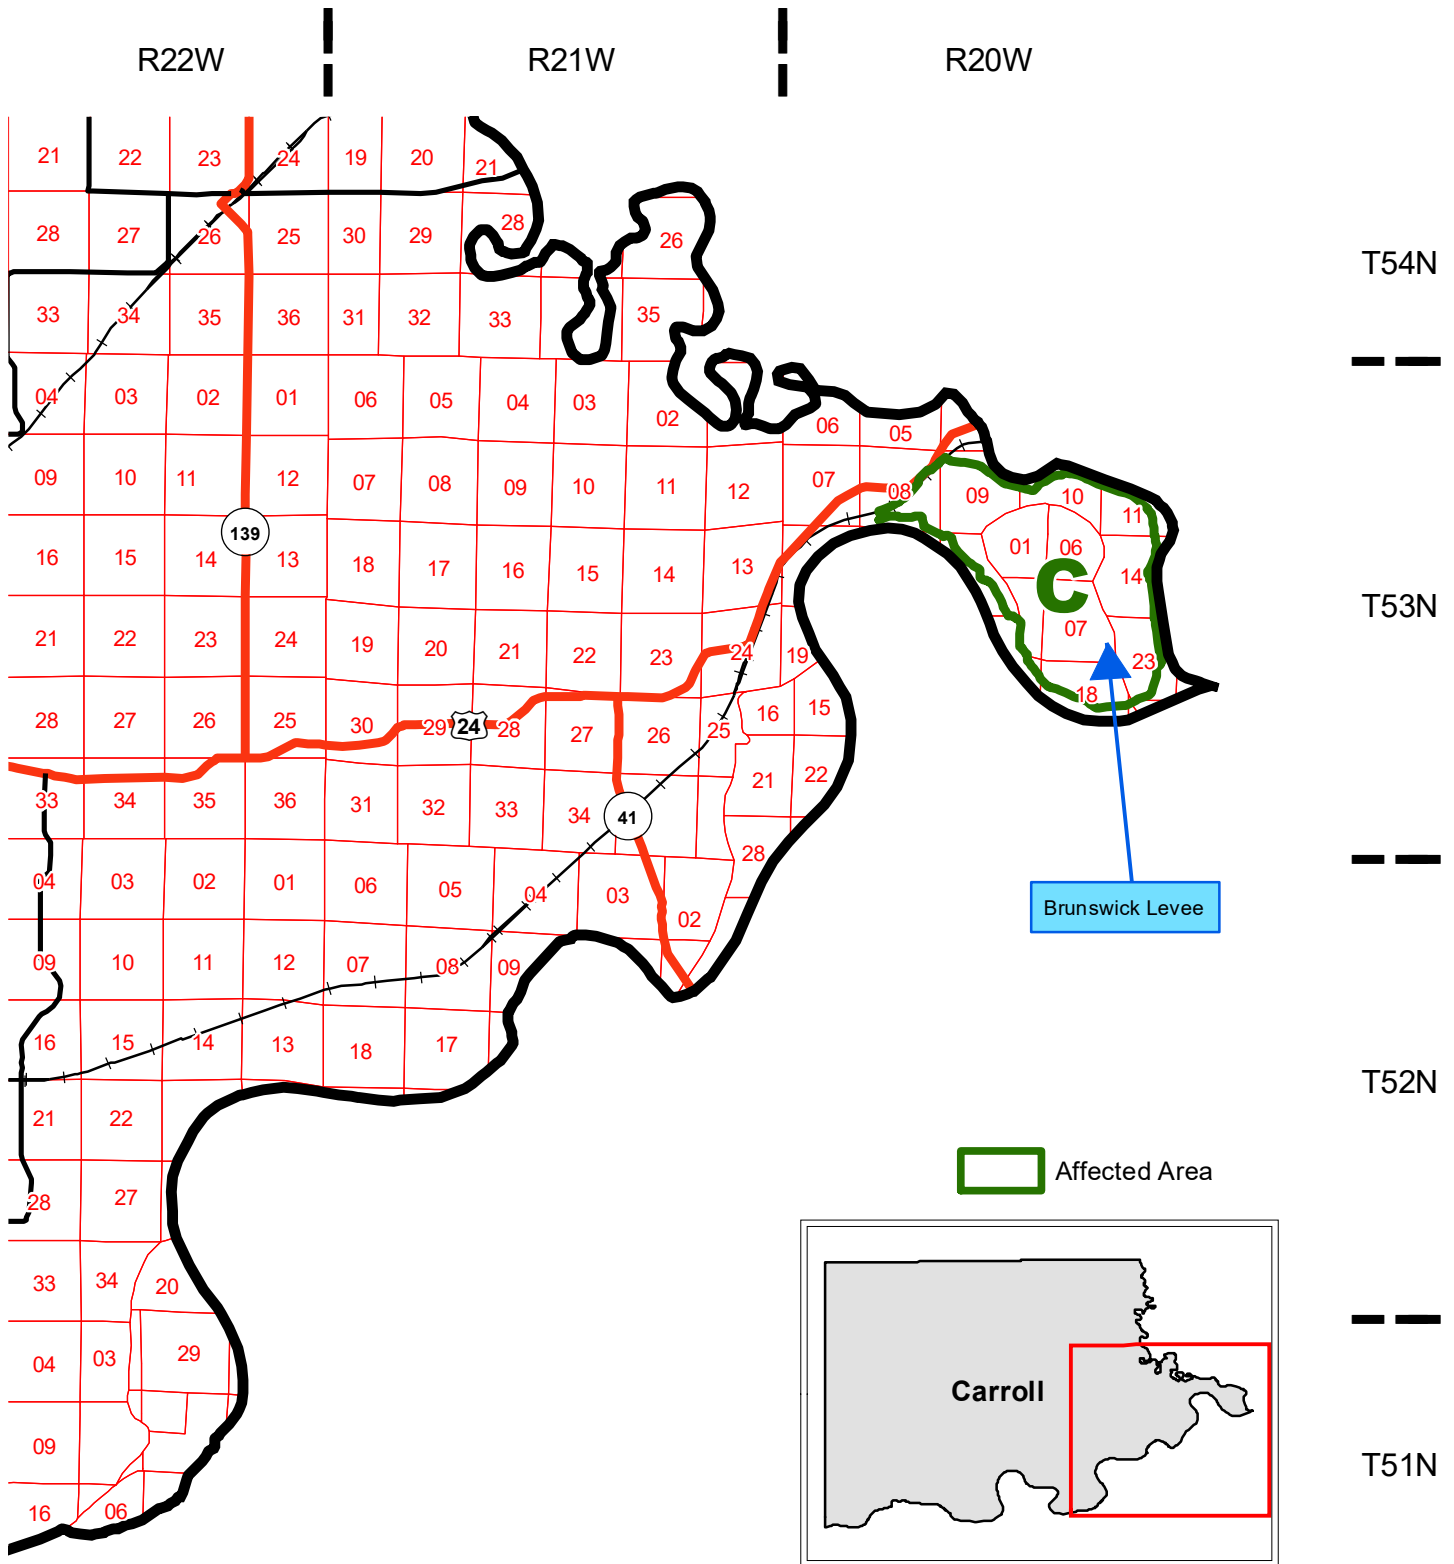 R22W R21W R20W
21 22 23 24 19 20 21
28 27 26 25 30 29 28 26
T54N
33 34 35 36 31 32 33 35
04 03 02 01 06 05 04 03 02 06 05
09 10 11 12 07 08 09 10 11 12 07 08 09 10 11
139
16 15 14 13 18 17 16 15 14 13 01 06 14
C
T53N
21 22 23 24 19 20 21 22 23 24 19 07 23
18
28 27 26 25 30 29 24 28 27 26 25 16 15
33 34 35 36 31 32 33 34 41 21 22
28
04 03 02 01 06 05 04 03 02
Brunswick Levee
09 10 11 12 07 08 09
16 15 14 13 18 17
T52N
21 22
28 27
Affected Area
33 34 20
04 03 29
Carroll
09
T51N
16 06